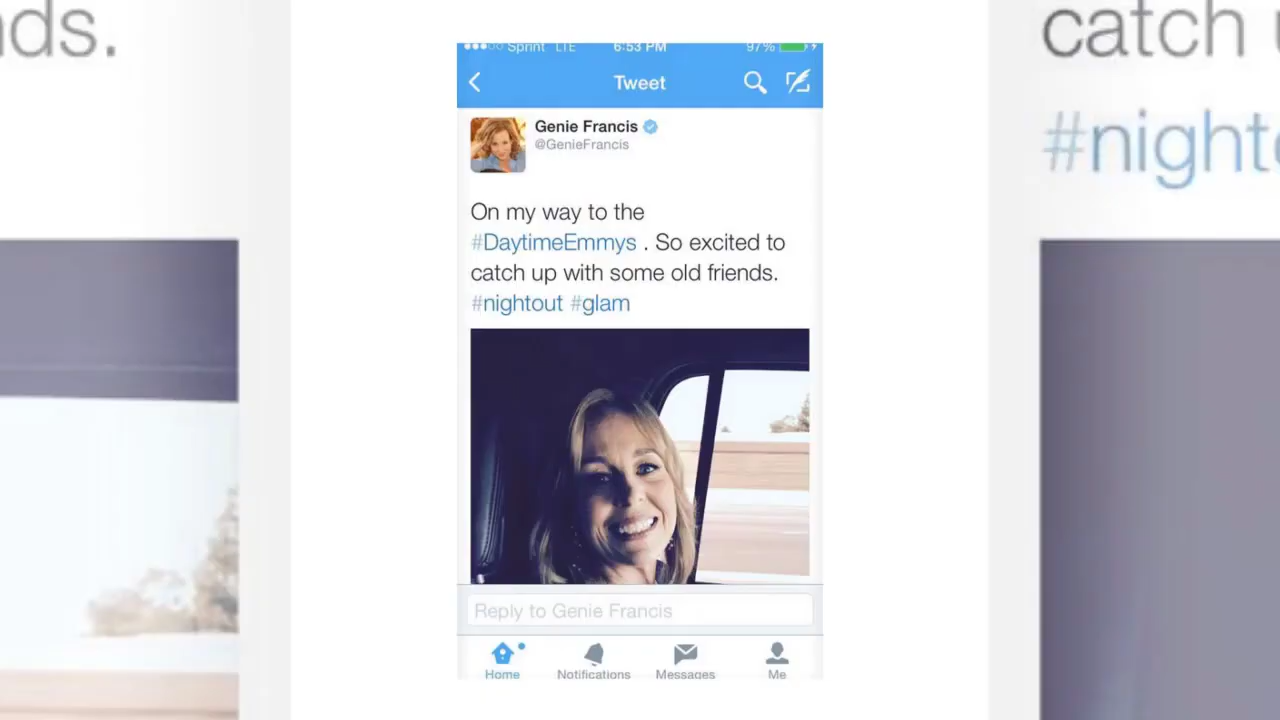 nds.
catch
#night
Sprint LTE 6:53 PM 97%
Tweet
Genie Francis
@GenieFrancis
On my way to the
#DaytimeEmmys . So excited to
catch up with some old friends.
#nightout #glam
Reply to Genie Francis
Home Notifications Messages Me